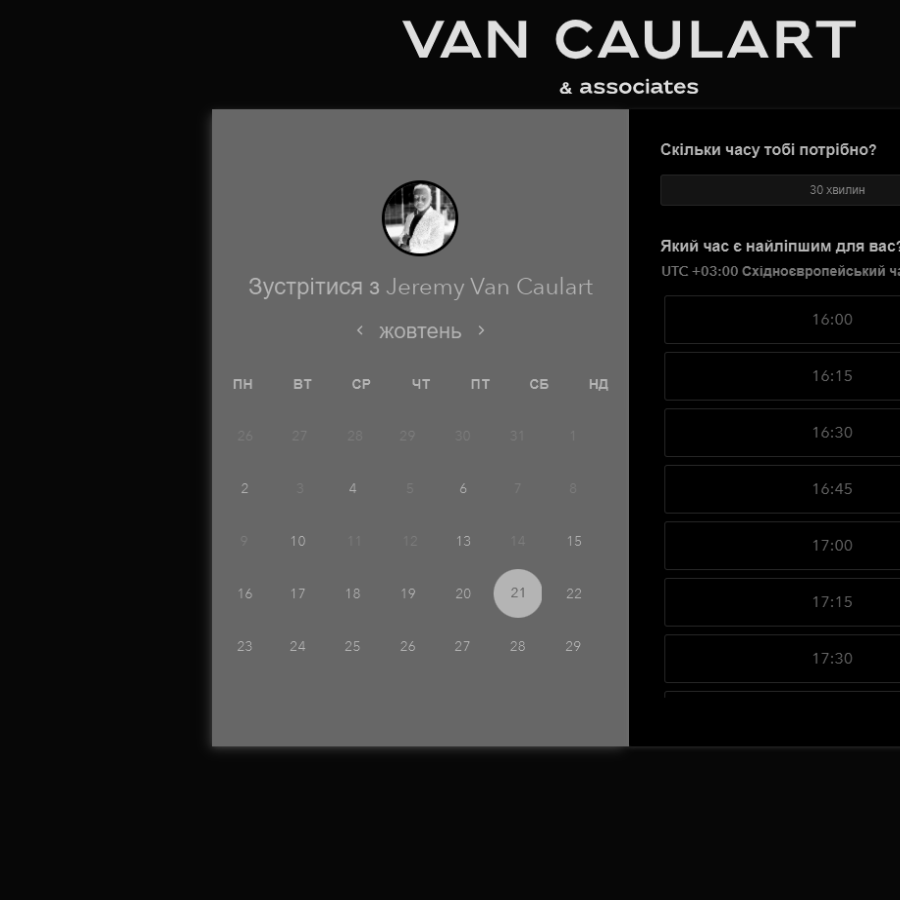 VAN CAULART
& associates
Зустрітися з Jeremy Van Caulart
жовтень
ПН ВТ СР ЧТ ПТ СБ НД
26 27 28 29 30 31 1
2 3 4 5 6 7 8
9 10 11 12 13 14 15
16 17 18 19 20 21 22
23 24 25 26 27 28 29
Скільки часу тобі потрібно?
30 хвилин
Який час є найліпшим для вас?
UTC +03:00 Східноєвропейський
16:00
16:15
16:30
16:45
17:00
17:15
17:30